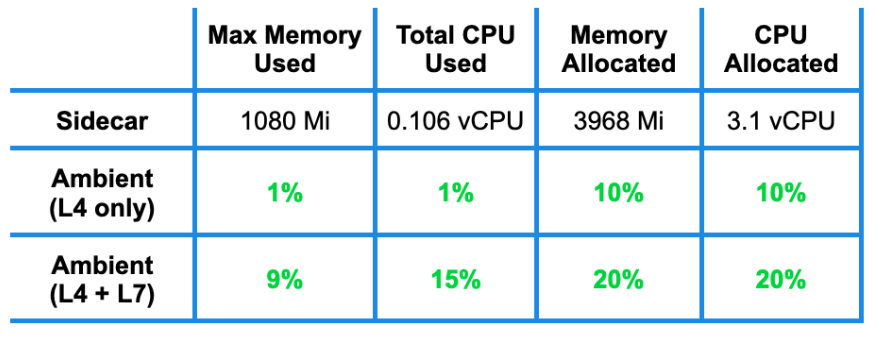 Max Memory Used
Total CPU Used
Memory Allocated
CPU Allocated
Sidecar 1080 Mi 0.106 vCPU 3968 Mi 3.1 vCPU
Ambient (L4 only) 1% 1% 10% 10%
Ambient (L4 + L7) 9% 15% 20% 20%